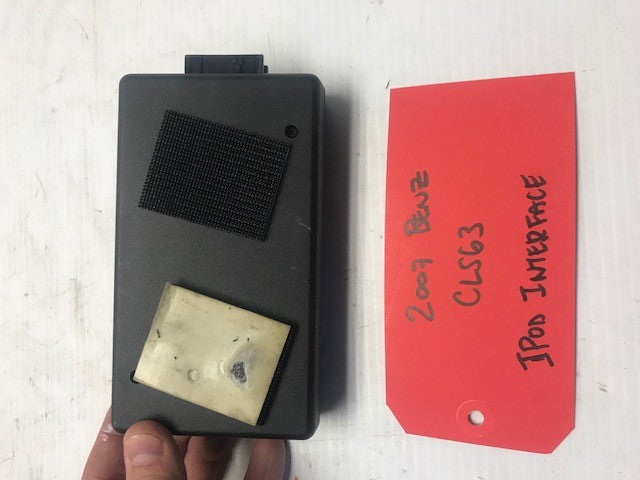 2007 BENZ
CLS63
IPOD INTERFACE